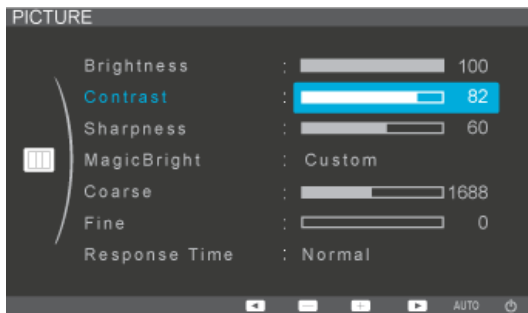 PICTURE
Brightness : 100
Contrast : 82
Sharpness : 60
MagicBright : Custom
Coarse : 1688
Fine : 0
Response Time : Normal
AUTO